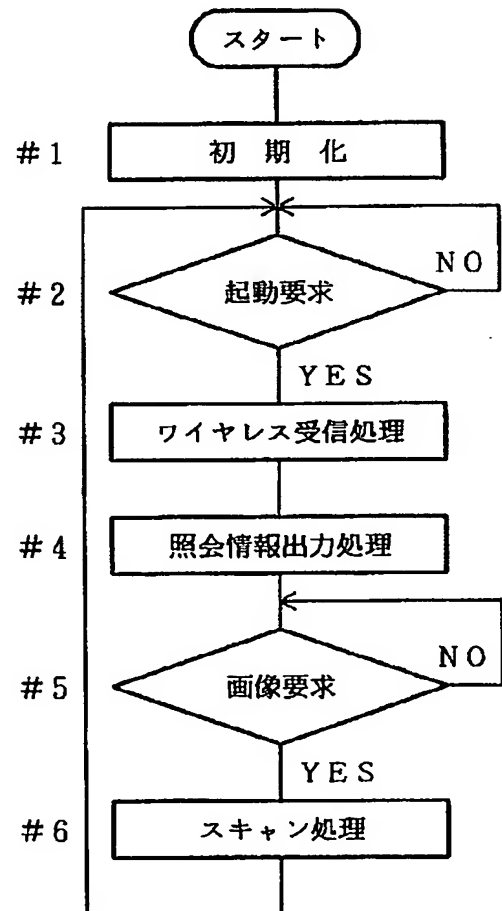 スタート
#1 初期化
NO
#2 起動要求
YES
#3 ワイヤレス受信処理
#4 照会情報出力処理
NO
#5 画像要求
YES
#6 スキャン処理